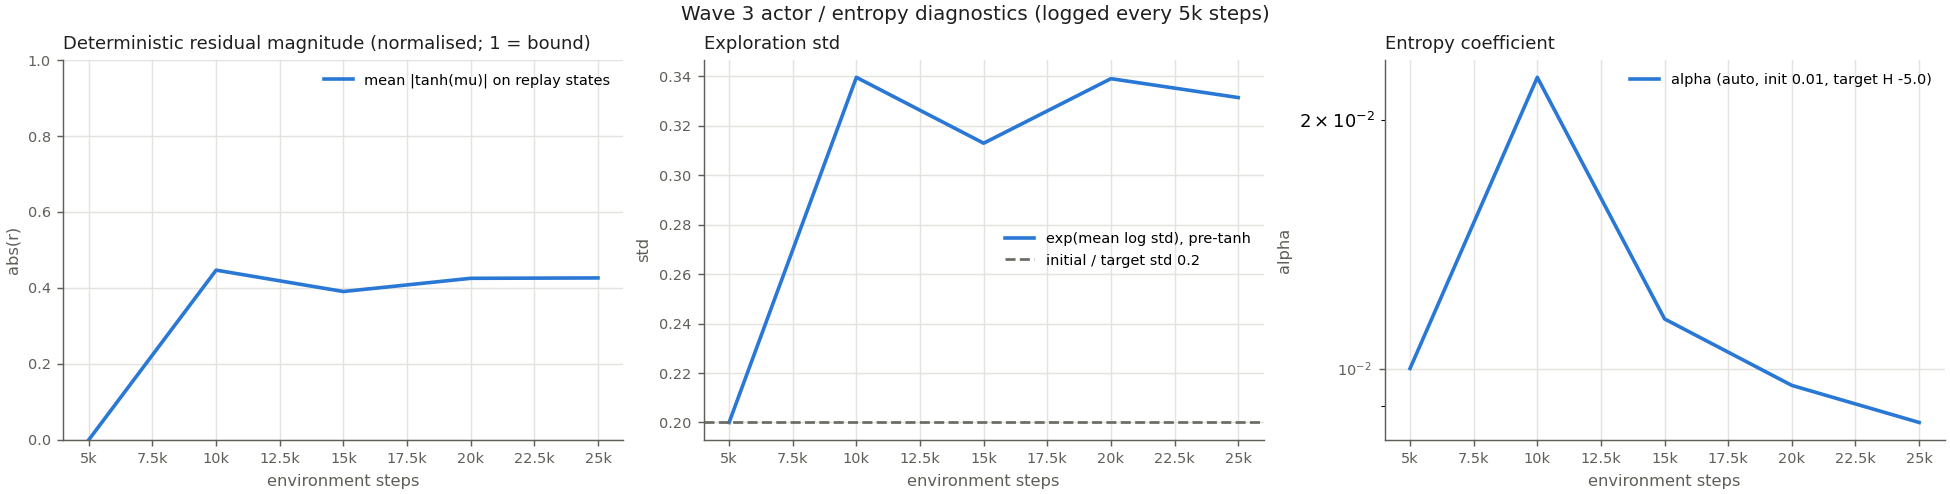 Wave 3 actor / entropy diagnostics (logged every 5k steps)
Deterministic residual magnitude (normalised; 1 = bound)
mean |tanh(mu)| on replay states
1.0
0.8
0.6
0.4
0.2
0.0
abs(r)
5k 7.5k 10k 12.5k 15k 17.5k 20k 22.5k 25k
environment steps
Exploration std
0.34
0.32
0.30
0.28
0.26
0.24
0.22
0.20
std
exp(mean log std), pre-tanh
initial / target std 0.2
5k 7.5k 10k 12.5k 15k 17.5k 20k 22.5k 25k
environment steps
Entropy coefficient
alpha (auto, init 0.01, target H -5.0)
2 × 10⁻²
10⁻²
alpha
5k 7.5k 10k 12.5k 15k 17.5k 20k 22.5k 25k
environment steps